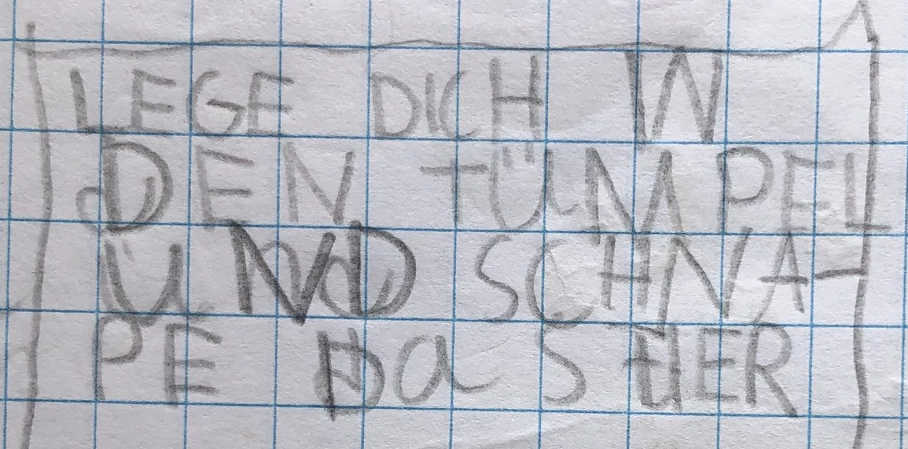 LEGE DICH IN
DEN TÜMPEL
UND SCHNA-
PE DaS tIER